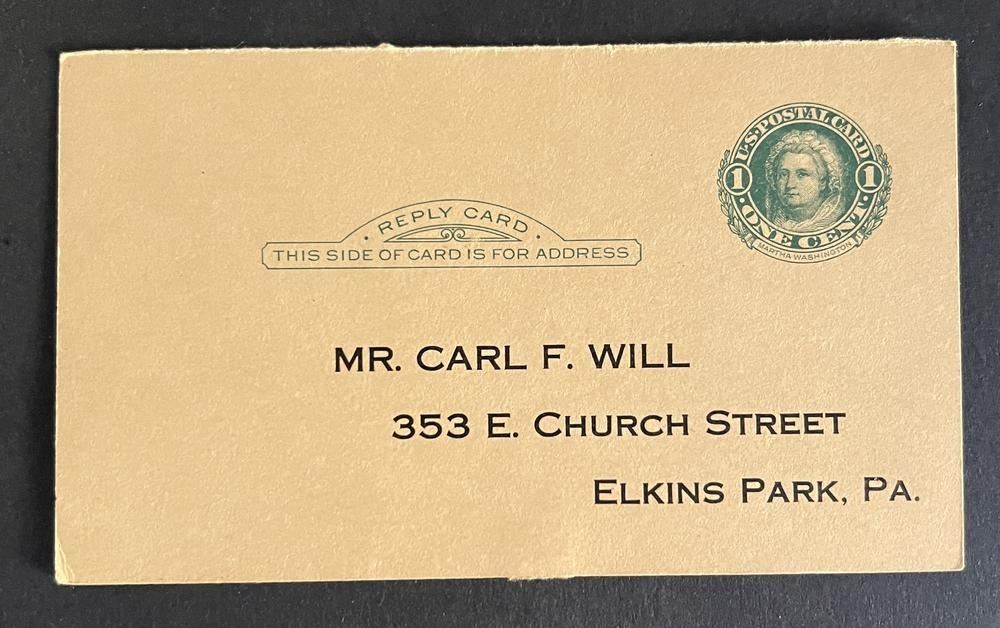 U.S. POSTAL CARD
1 1
· ONE CENT ·
MARTHA WASHINGTON
· REPLY CARD ·
THIS SIDE OF CARD IS FOR ADDRESS
MR. CARL F. WILL
353 E. CHURCH STREET
ELKINS PARK, PA.